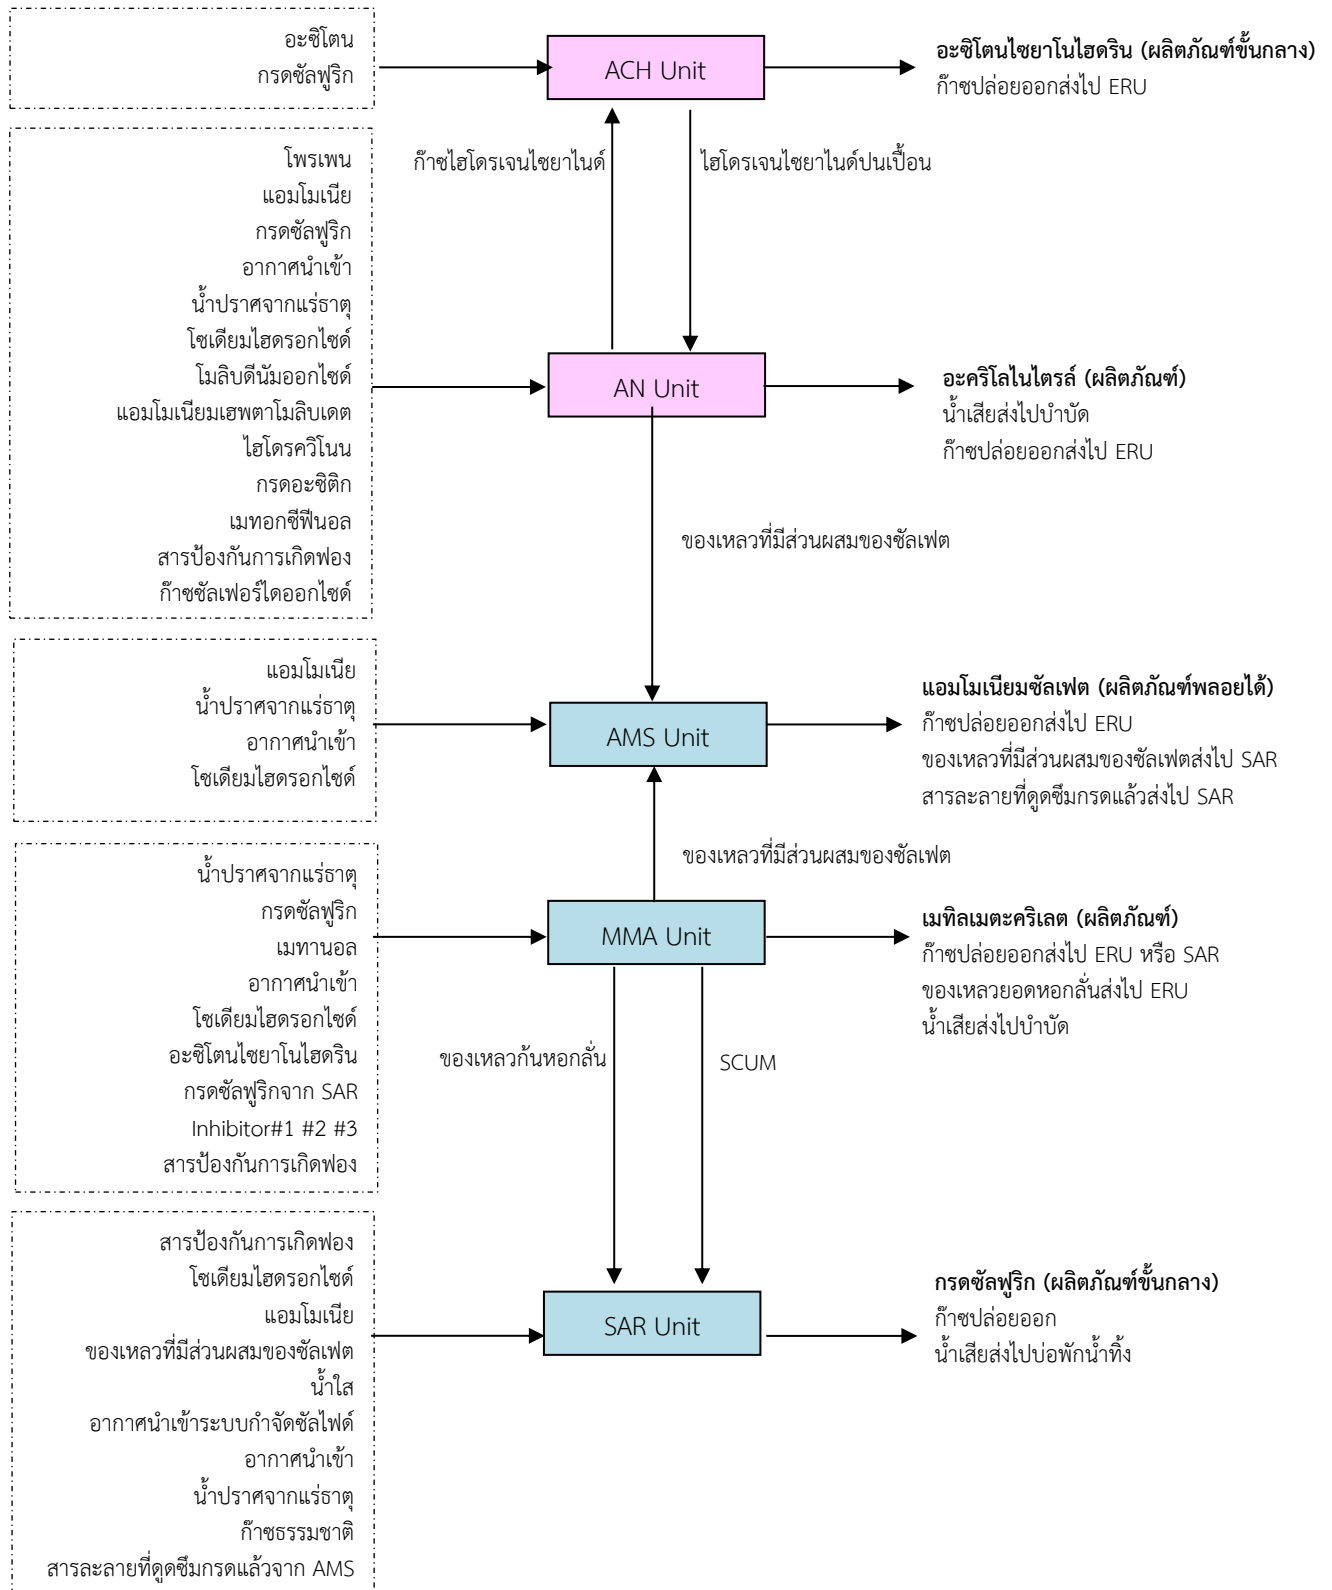 อะซิโตน
กรดซัลฟูริก
ACH Unit
อะซิโตนไซยาโนไฮดริน (ผลิตภัณฑ์ขั้นกลาง)
ก๊าซปล่อยออกส่งไป ERU
ก๊าซไฮโดรเจนไซยาไนด์
ไฮโดรเจนไซยาไนด์ปนเปื้อน
โพรเพน
แอมโมเนีย
กรดซัลฟูริก
อากาศนำเข้า
น้ำปราศจากแร่ธาตุ
โซเดียมไฮดรอกไซด์
โมลิบดีนัมออกไซด์
แอมโมเนียมเฮพตาโมลิบเดต
ไฮโดรควิโนน
กรดอะซิติก
เมทอกซีฟีนอล
สารป้องกันการเกิดฟอง
ก๊าซซัลเฟอร์ไดออกไซด์
AN Unit
อะคริโลไนไตรล์ (ผลิตภัณฑ์)
น้ำเสียส่งไปบำบัด
ก๊าซปล่อยออกส่งไป ERU
ของเหลวที่มีส่วนผสมของซัลเฟต
แอมโมเนีย
น้ำปราศจากแร่ธาตุ
อากาศนำเข้า
โซเดียมไฮดรอกไซด์
AMS Unit
แอมโมเนียมซัลเฟต (ผลิตภัณฑ์พลอยได้)
ก๊าซปล่อยออกส่งไป ERU
ของเหลวที่มีส่วนผสมของซัลเฟตส่งไป SAR
สารละลายที่ดูดซึมกรดแล้วส่งไป SAR
ของเหลวที่มีส่วนผสมของซัลเฟต
น้ำปราศจากแร่ธาตุ
กรดซัลฟูริก
เมทานอล
อากาศนำเข้า
โซเดียมไฮดรอกไซด์
อะซิโตนไซยาโนไฮดริน
กรดซัลฟูริกจาก SAR
Inhibitor#1 #2 #3
สารป้องกันการเกิดฟอง
MMA Unit
เมทิลเมตะคริเลต (ผลิตภัณฑ์)
ก๊าซปล่อยออกส่งไป ERU หรือ SAR
ของเหลวยอดหอกลั่นส่งไป ERU
น้ำเสียส่งไปบำบัด
ของเหลวก้นหอกลั่น
SCUM
สารป้องกันการเกิดฟอง
โซเดียมไฮดรอกไซด์
แอมโมเนีย
ของเหลวที่มีส่วนผสมของซัลเฟต
น้ำใส
อากาศนำเข้าระบบกำจัดซัลไฟด์
อากาศนำเข้า
น้ำปราศจากแร่ธาตุ
ก๊าซธรรมชาติ
สารละลายที่ดูดซึมกรดแล้วจาก AMS
SAR Unit
กรดซัลฟูริก (ผลิตภัณฑ์ขั้นกลาง)
ก๊าซปล่อยออก
น้ำเสียส่งไปบ่อพักน้ำทิ้ง